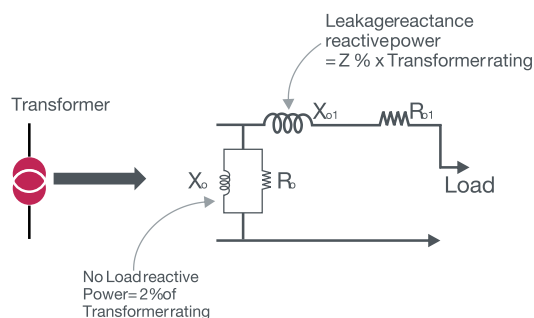 Leakagereactance
reactivepower
= Z % x Transformerrating
Transformer
Xo1
Ro1
Xo
Ro
Load
No Loadreactive
Power= 2%of
Transformerrating